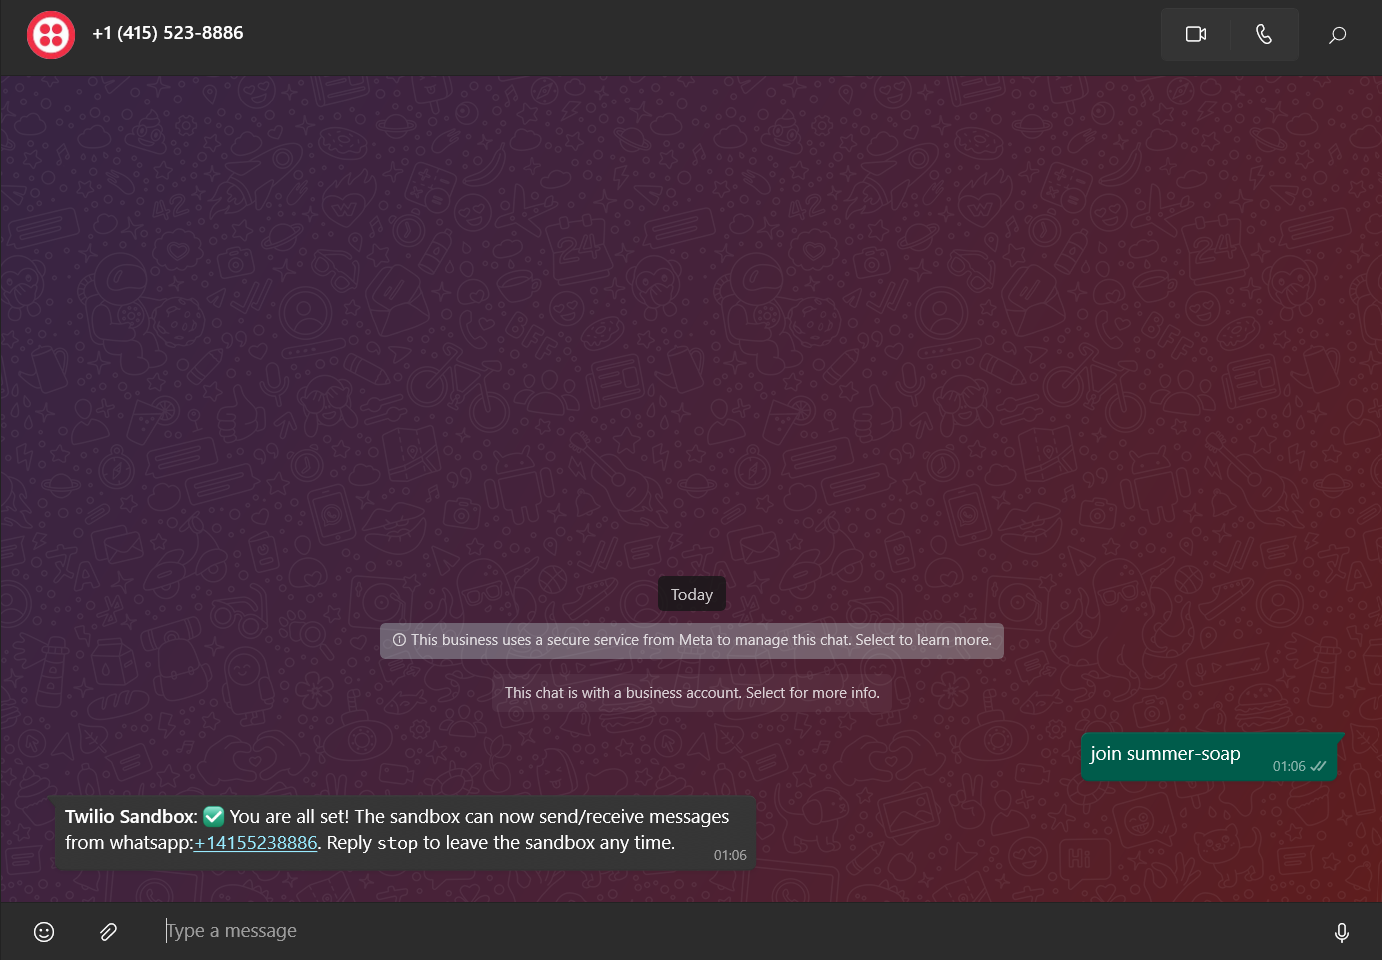 +1 (415) 523-8886
Today
This business uses a secure service from Meta to manage this chat. Select to learn more.
This chat is with a business account. Select for more info.
join summer-soap
01:06
Twilio Sandbox: ✅ You are all set! The sandbox can now send/receive messages
from whatsapp:+14155238886. Reply stop to leave the sandbox any time.
01:06
Type a message